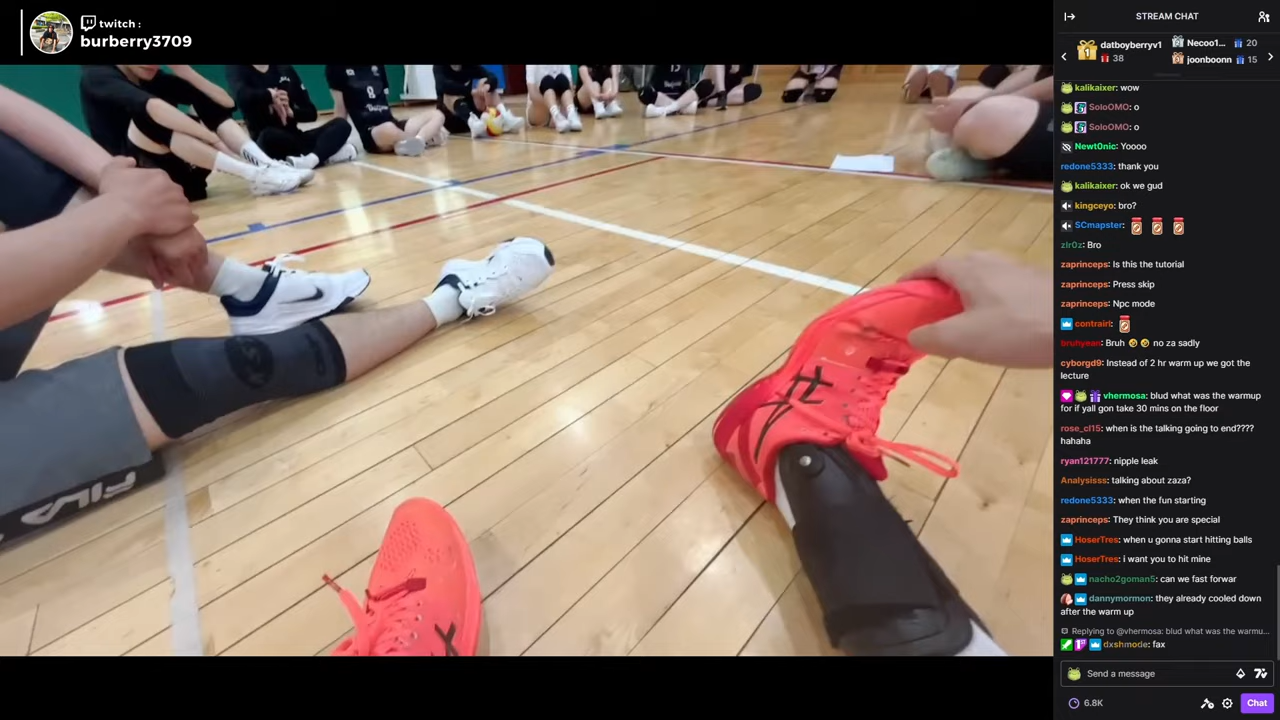 twitch :
burberry3709
FILA
8
STREAM CHAT
datboyberryv1
38
Necoo1... 20
joonboonn 15
kalikaixer: wow
SoloOMO: o
SoloOMO: o
Newt0nic: Yoooo
redone5333: thank you
kalikaixer: ok we gud
kingceyo: bro?
SCmapster:
zlr0z: Bro
zaprinceps: Is this the tutorial
zaprinceps: Press skip
zaprinceps: Npc mode
contrairl:
bruhyean: Bruh 🤣 🤣 no za sadly
cyborgd9: Instead of 2 hr warm up we got the
lecture
vhermosa: blud what was the warmup
for if yall gon take 30 mins on the floor
rose_cl15: when is the talking going to end????
hahaha
ryan121777: nipple leak
Analysisss: talking about zaza?
redone5333: when the fun starting
zaprinceps: They think you are special
HoserTres: when u gonna start hitting balls
HoserTres: i want you to hit mine
nacho2goman5: can we fast forwar
dannymormon: they already cooled down
after the warm up
Replying to @vhermosa: blud what was the warmu...
dxshmode: fax
Send a message
6.8K
Chat